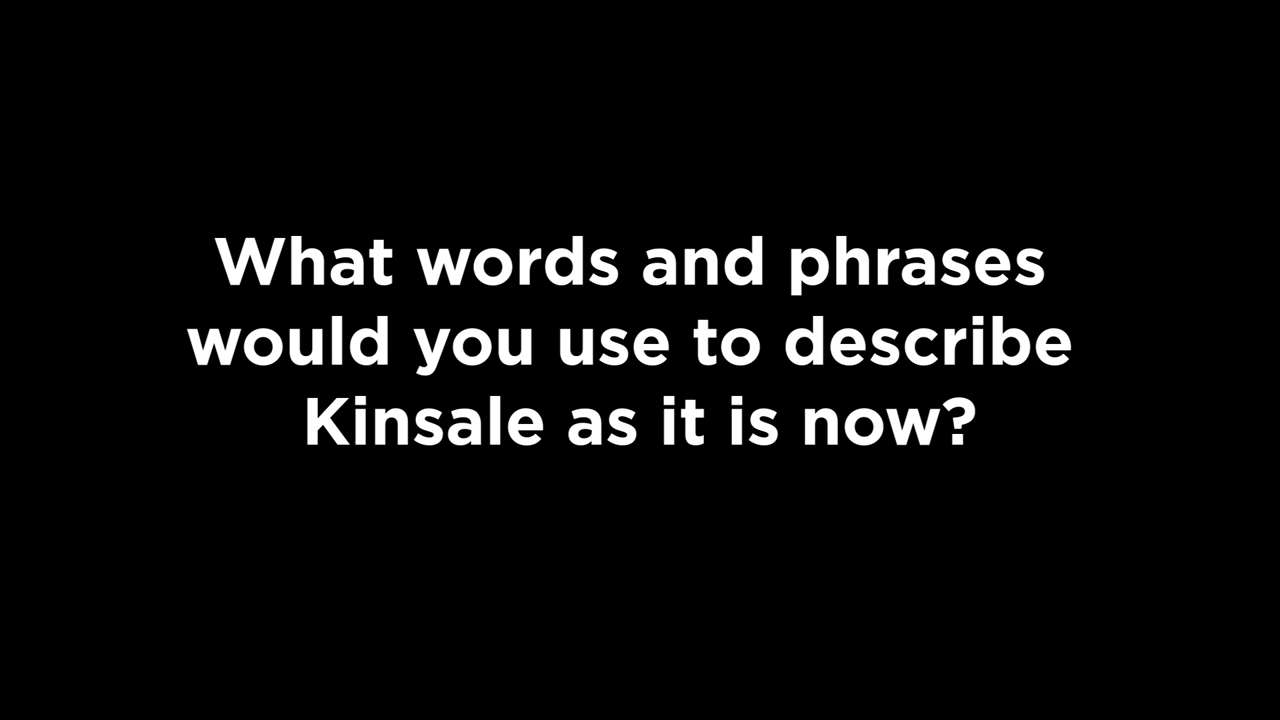 What words and phrases
would you use to describe
Kinsale as it is now?